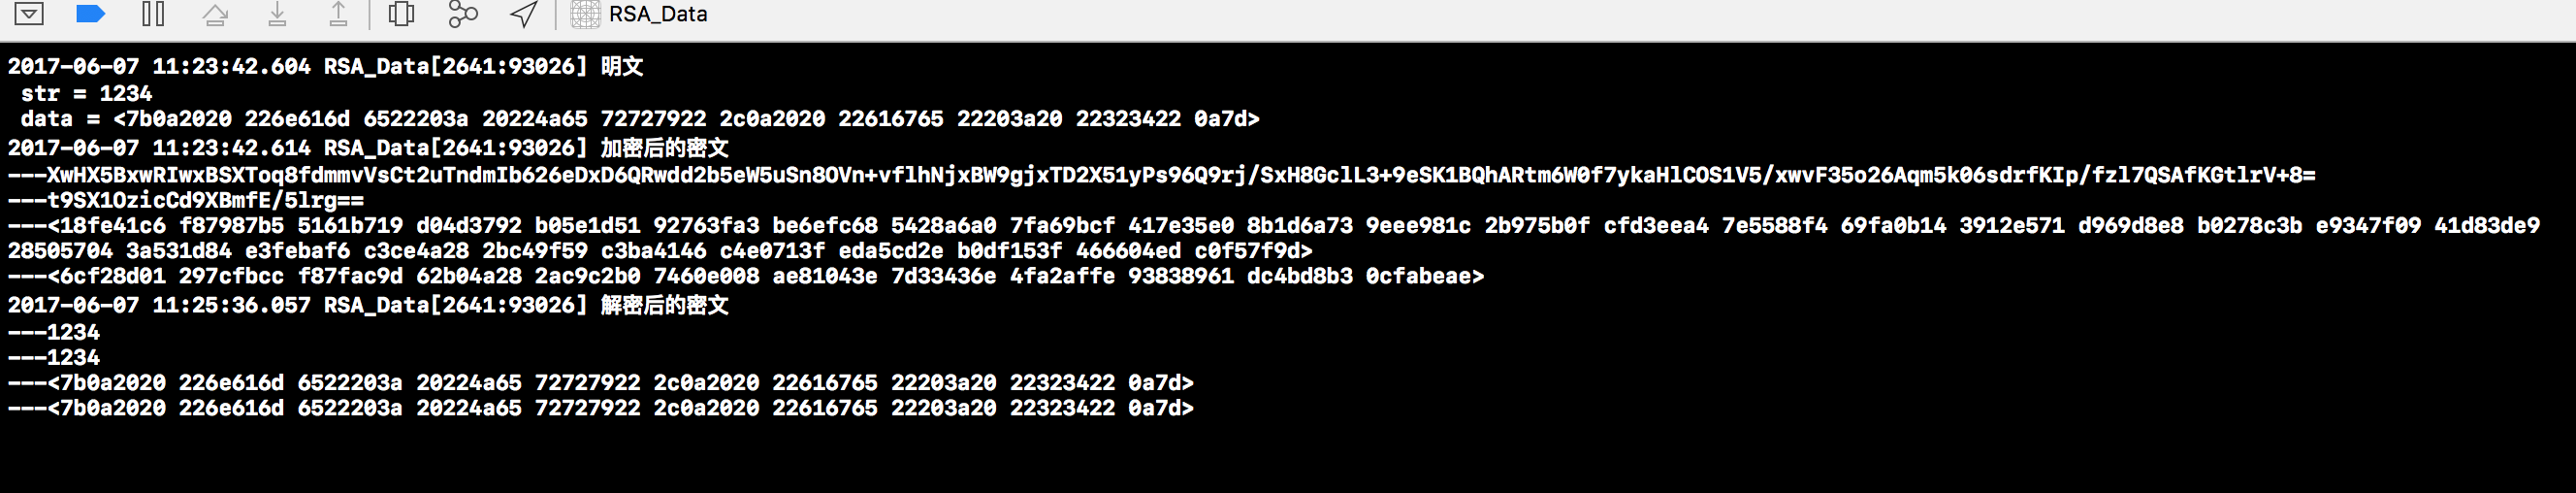 RSA_Data
2017-06-07 11:23:42.604 RSA_Data[2641:93026] 明文
str = 1234
data = <7b0a2020 226e616d 6522203a 20224a65 72727922 2c0a2020 22616765 22203a20 22323422 0a7d>
2017-06-07 11:23:42.614 RSA_Data[2641:93026] 加密后的密文
---XwHX5BxwRIwxBSXToq8fdmmvVsCt2uTndmIb626eDxD6QRwdd2b5eW5uSn8OVn+vflhNjxBW9gjxTD2X51yPs96Q9rj/SxH8GclL3+9eSK1BQhARtm6W0f7ykaHlCOS1V5/xwvF35o26Aqm5k06sdrfKIp/fzl7QSAfKGtlrV+8=
---t9SX1OzicCd9XBmfE/5lrg==
---<18fe41c6 f87987b5 5161b719 d04d3792 b05e1d51 92763fa3 be6efc68 5428a6a0 7fa69bcf 417e35e0 8b1d6a73 9eee981c 2b975b0f cfd3eea4 7e5588f4 69fa0b14 3912e571 d969d8e8 b0278c3b e9347f09 41d83de9
28505704 3a531d84 e3febaf6 c3ce4a28 2bc49f59 c3ba4146 c4e0713f eda5cd2e b0df153f 466604ed c0f57f9d>
---<6cf28d01 297cfbcc f87fac9d 62b04a28 2ac9c2b0 7460e008 ae81043e 7d33436e 4fa2affe 93838961 dc4bd8b3 0cfabeae>
2017-06-07 11:25:36.057 RSA_Data[2641:93026] 解密后的密文
---1234
---1234
---<7b0a2020 226e616d 6522203a 20224a65 72727922 2c0a2020 22616765 22203a20 22323422 0a7d>
---<7b0a2020 226e616d 6522203a 20224a65 72727922 2c0a2020 22616765 22203a20 22323422 0a7d>